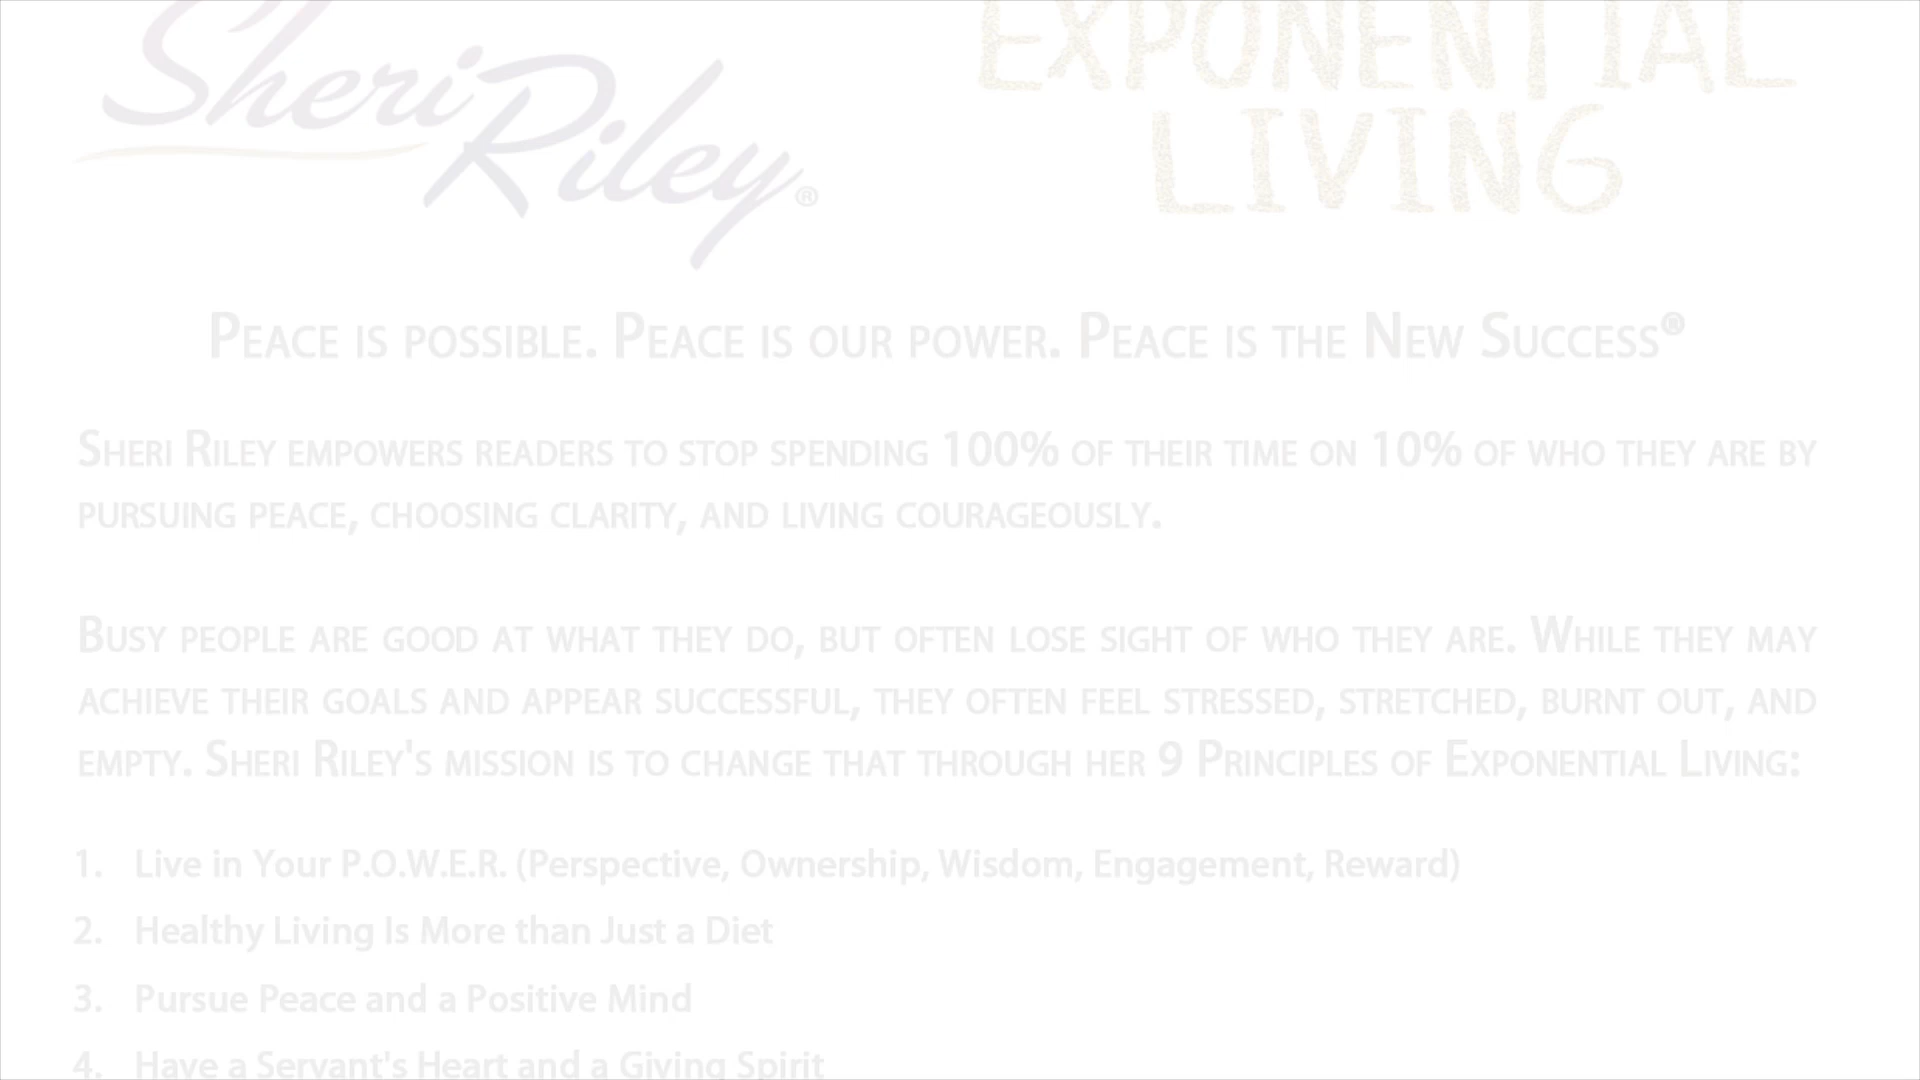 Sheri Riley®
EXPONENTIAL
LIVING
PEACE IS POSSIBLE. PEACE IS OUR POWER. PEACE IS THE NEW SUCCESS®
SHERI RILEY EMPOWERS READERS TO STOP SPENDING 100% OF THEIR TIME ON 10% OF WHO THEY ARE BY
PURSUING PEACE, CHOOSING CLARITY, AND LIVING COURAGEOUSLY.
BUSY PEOPLE ARE GOOD AT WHAT THEY DO, BUT OFTEN LOSE SIGHT OF WHO THEY ARE. WHILE THEY MAY
ACHIEVE THEIR GOALS AND APPEAR SUCCESSFUL, THEY OFTEN FEEL STRESSED, STRETCHED, BURNT OUT, AND
EMPTY. SHERI RILEY'S MISSION IS TO CHANGE THAT THROUGH HER 9 PRINCIPLES OF EXPONENTIAL LIVING:
1. Live in Your P.O.W.E.R. (Perspective, Ownership, Wisdom, Engagement, Reward)
2. Healthy Living Is More than Just a Diet
3. Pursue Peace and a Positive Mind
4. Have a Servant's Heart and a Giving Spirit